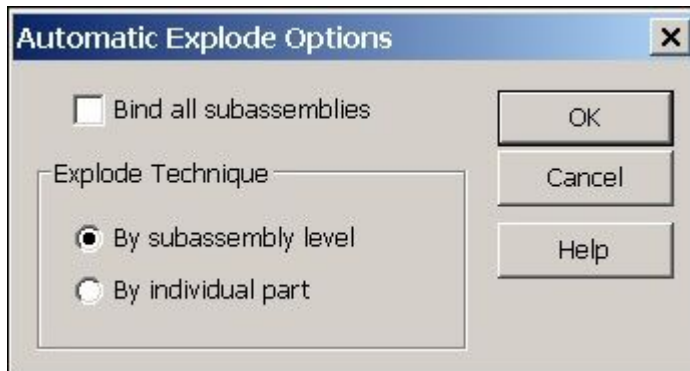 Automatic Explode Options
Bind all subassemblies
OK
Explode Technique
Cancel
By subassembly level
Help
By individual part